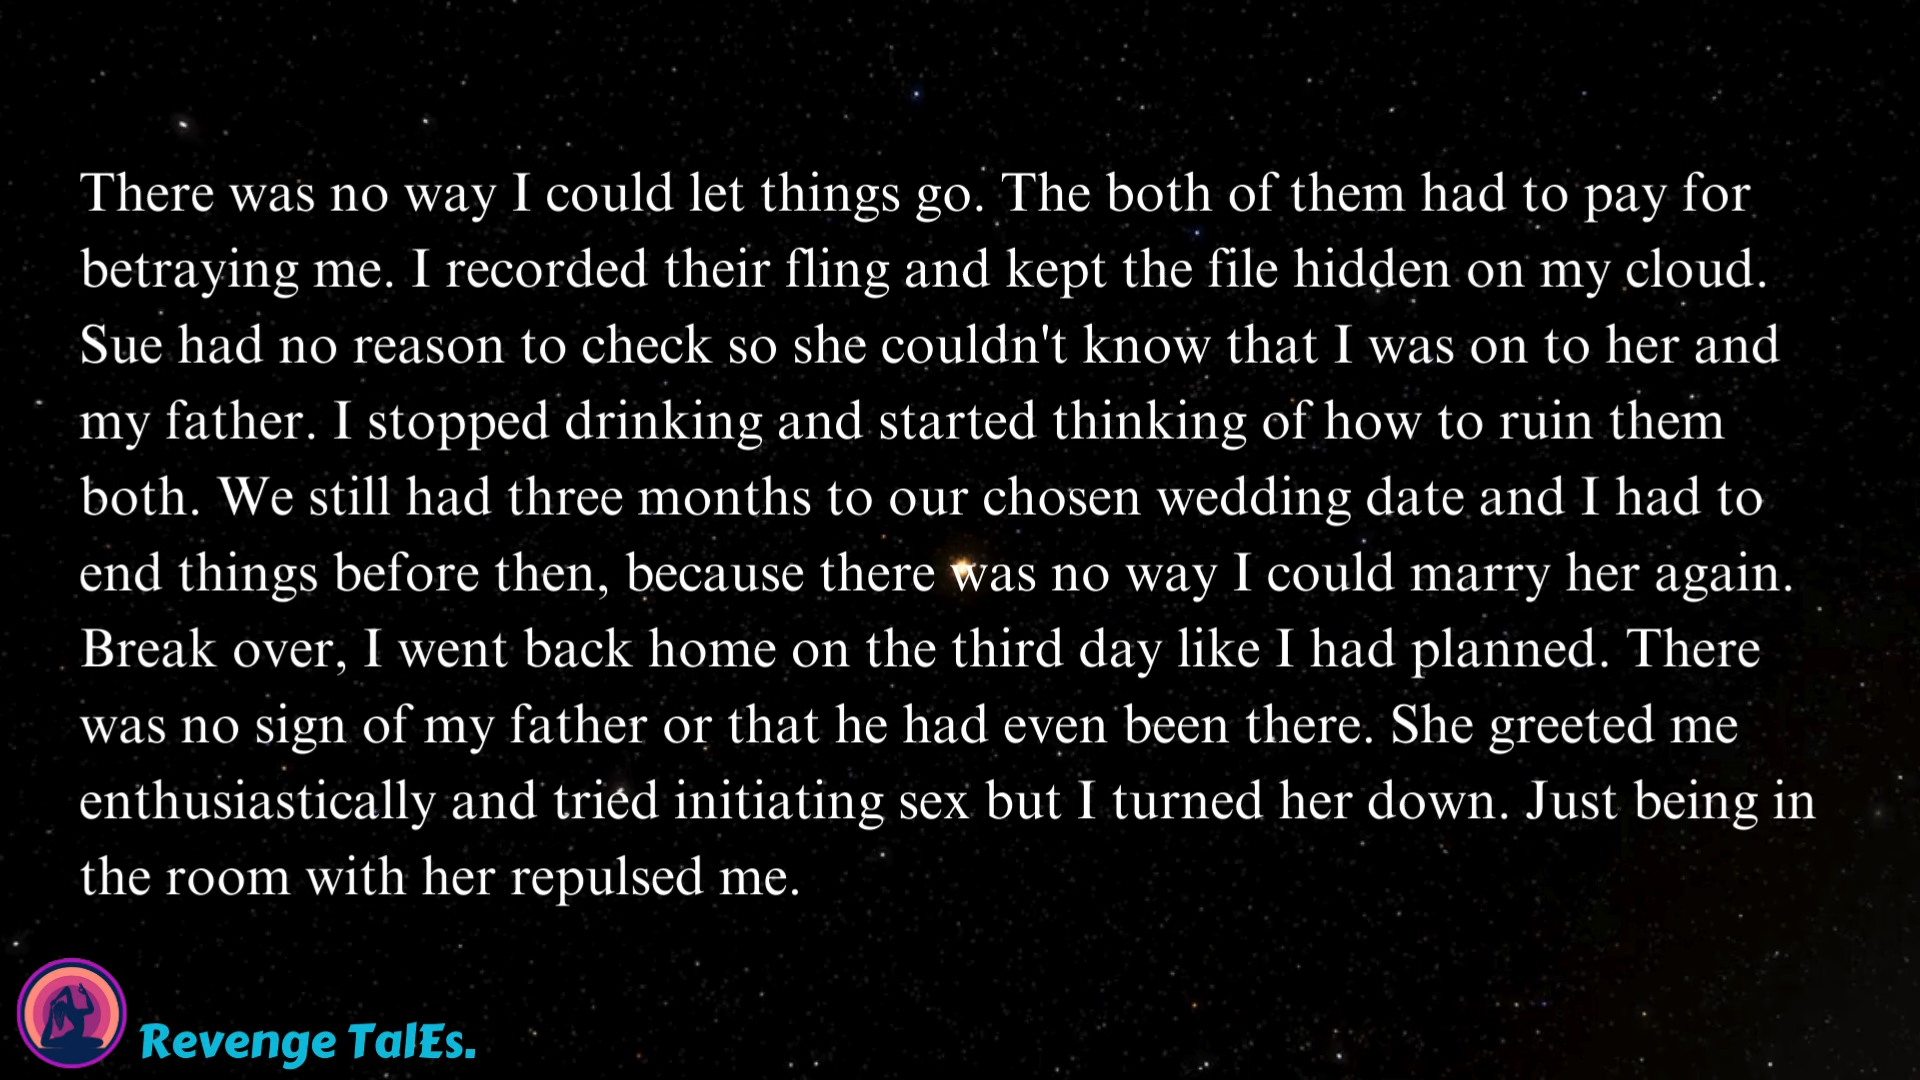 There was no way I could let things go. The both of them had to pay for
betraying me. I recorded their fling and kept the file hidden on my cloud.
Sue had no reason to check so she couldn't know that I was on to her and
my father. I stopped drinking and started thinking of how to ruin them
both. We still had three months to our chosen wedding date and I had to
end things before then, because there was no way I could marry her again.
Break over, I went back home on the third day like I had planned. There
was no sign of my father or that he had even been there. She greeted me
enthusiastically and tried initiating sex but I turned her down. Just being in
the room with her repulsed me.
Revenge TalEs.